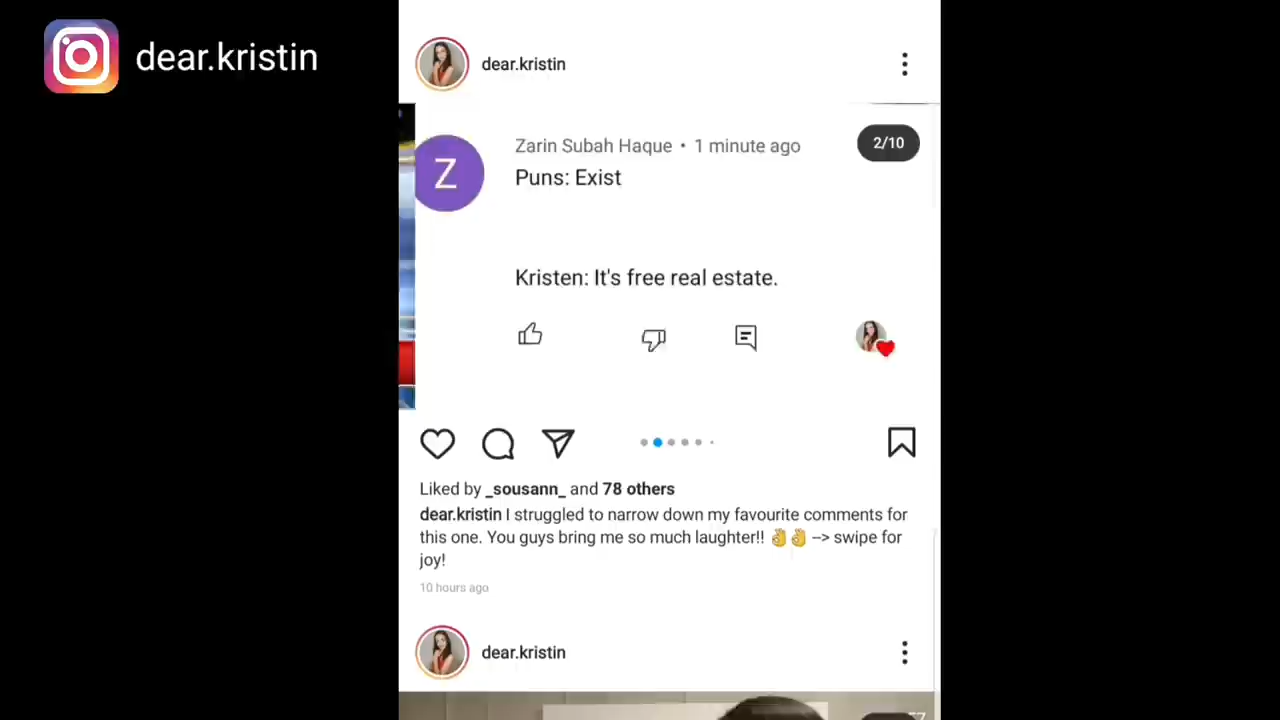 dear.kristin
dear.kristin
Zarin Subah Haque • 1 minute ago
2/10
Z
Puns: Exist
Kristen: It's free real estate.
Liked by _sousann_ and 78 others
dear.kristin I struggled to narrow down my favourite comments for
this one. You guys bring me so much laughter!! 👌👌 --> swipe for
joy!
10 hours ago
dear.kristin